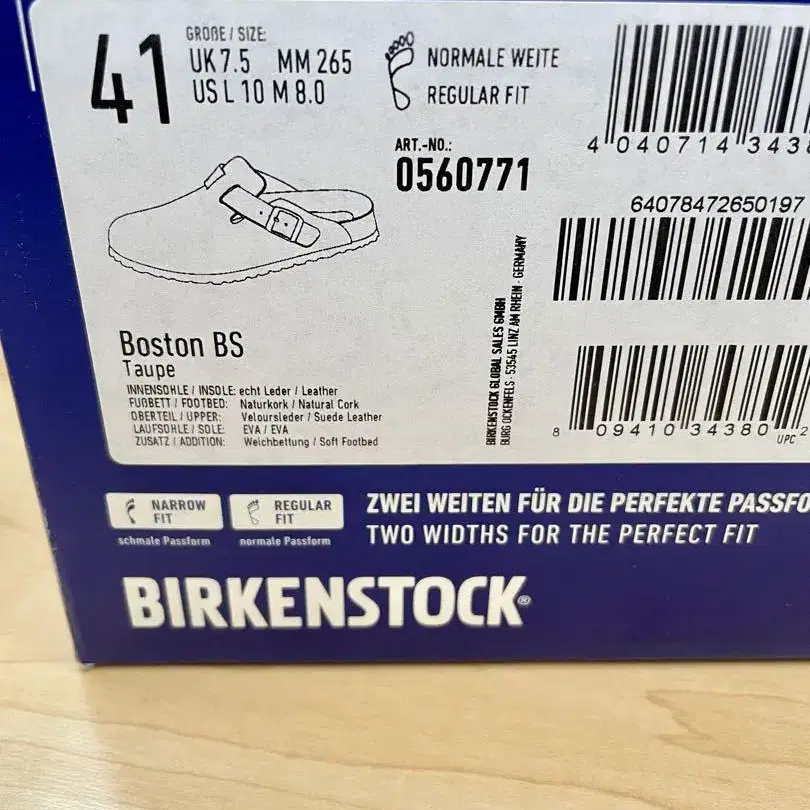 41
GRÖßE / SIZE:
UK 7.5 MM 265
US L 10 M 8.0
NORMALE WEITE
REGULAR FIT
ART.-NO.:
0560771
4 040714 3438
64078472650197
Boston BS
Taupe
INNENSOHLE / INSOLE: echt Leder / Leather
FUßBETT / FOOTBED: Naturkork / Natural Cork
OBERTEIL / UPPER: Veloursleder / Suede Leather
LAUFSOHLE / SOLE: EVA / EVA
ZUSATZ / ADDITION: Weichbettung / Soft Footbed
BIRKENSTOCK GLOBAL SALES GMBH
BURG OCKENFELS · 53545 LINZ AM RHEIN · GERMANY
8 09410 34380 2
UPC
NARROW
FIT
schmale Passform
REGULAR
FIT
normale Passform
ZWEI WEITEN FÜR DIE PERFEKTE PASSFO
TWO WIDTHS FOR THE PERFECT FIT
BIRKENSTOCK®